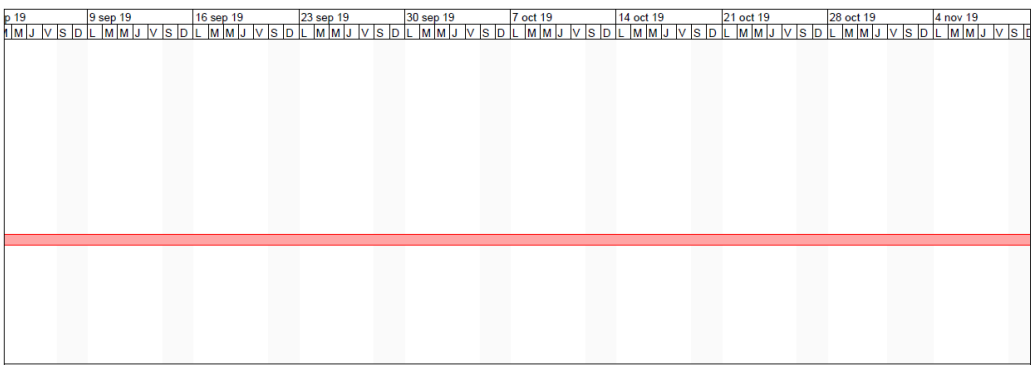 p 19 9 sep 19 16 sep 19 23 sep 19 30 sep 19 7 oct 19 14 oct 19 21 oct 19 28 oct 19 4 nov 19
M J V S D L M M J V S D L M M J V S D L M M J V S D L M M J V S D L M M J V S D L M M J V S D L M M J V S D L M M J V S D L M M J V S D